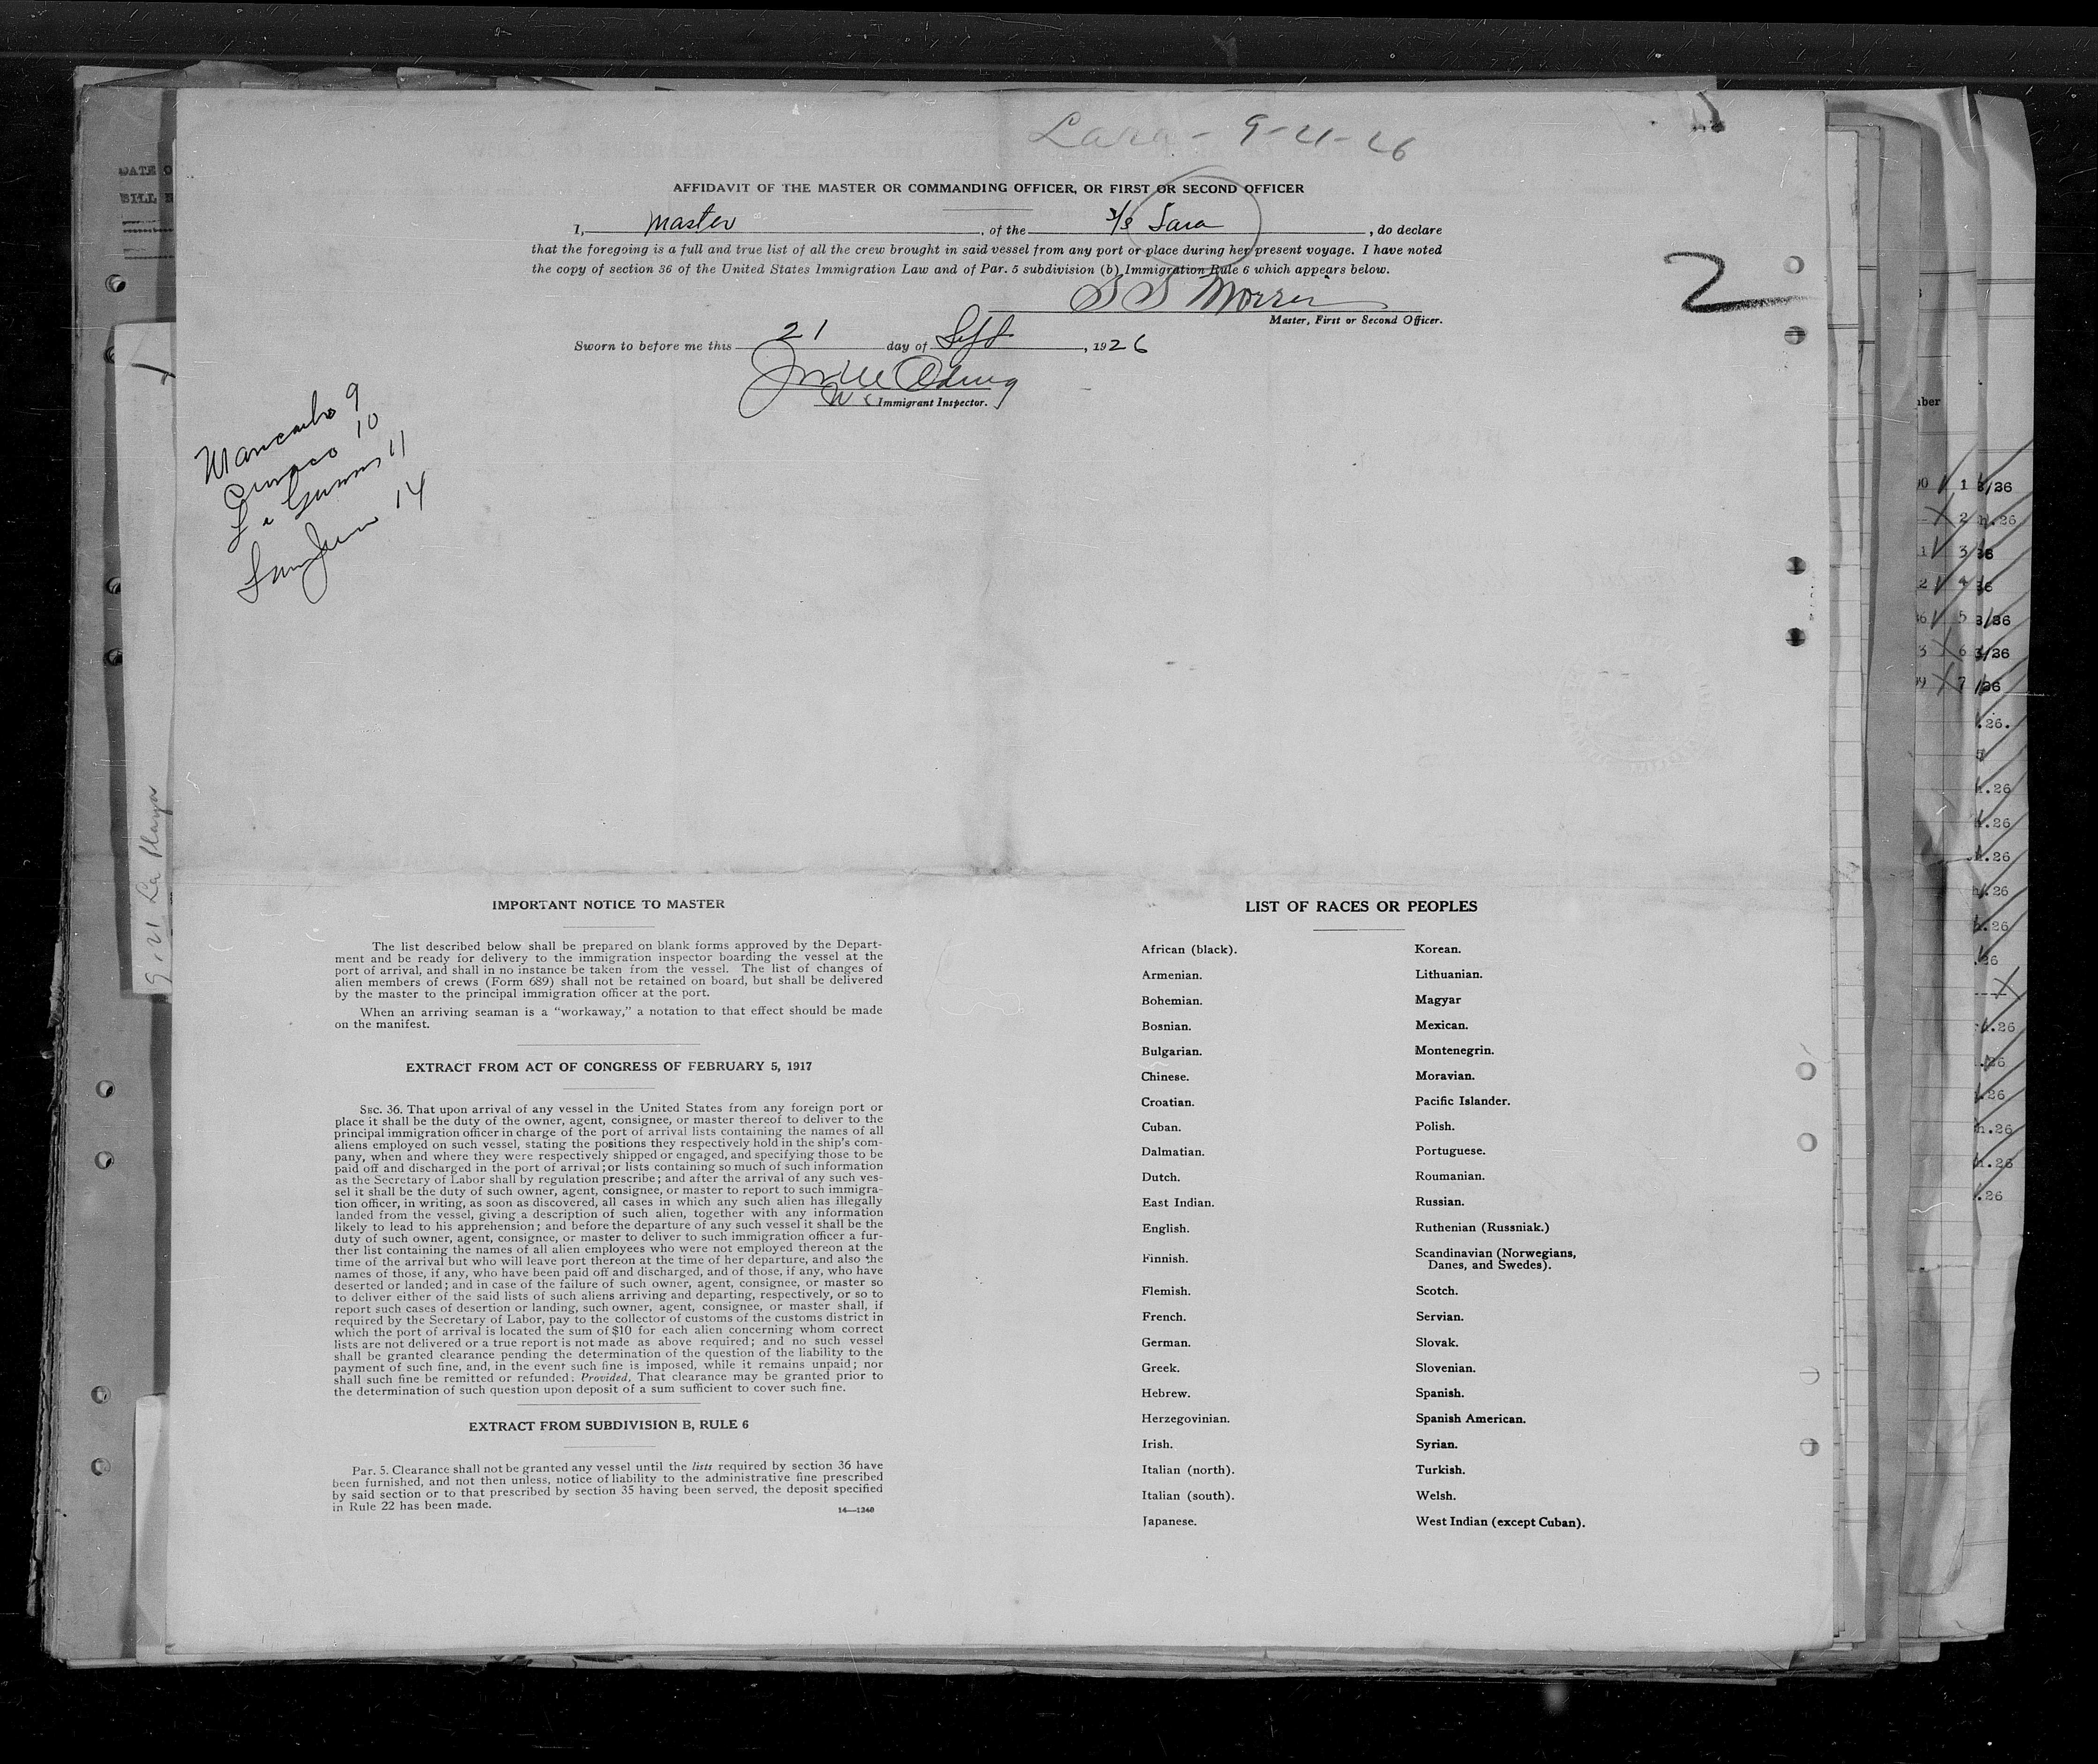 Lara - 9-21-26
AFFIDAVIT OF THE MASTER OR COMMANDING OFFICER, OR FIRST OR SECOND OFFICER
I, Master, of the S/S Lara, do declare
that the foregoing is a full and true list of all the crew brought in said vessel from any port or place during her present voyage. I have noted
the copy of section 36 of the United States Immigration Law and of Par. 5 subdivision (b) Immigration Rule 6 which appears below.
2
Master, First or Second Officer.
Sworn to before me this 21 day of Sept, 1926
Immigrant Inspector.
9
10
La 11
San Juan 14
9.21 La Playa
DATE O
BILL
IMPORTANT NOTICE TO MASTER
The list described below shall be prepared on blank forms approved by the Depart-
ment and be ready for delivery to the immigration inspector boarding the vessel at the
port of arrival, and shall in no instance be taken from the vessel. The list of changes of
alien members of crews (Form 689) shall not be retained on board, but shall be delivered
by the master to the principal immigration officer at the port.
When an arriving seaman is a "workaway," a notation to that effect should be made
on the manifest.
EXTRACT FROM ACT OF CONGRESS OF FEBRUARY 5, 1917
SEC. 36. That upon arrival of any vessel in the United States from any foreign port or
place it shall be the duty of the owner, agent, consignee, or master thereof to deliver to the
principal immigration officer in charge of the port of arrival lists containing the names of all
aliens employed on such vessel, stating the positions they respectively hold in the ship's com-
pany, when and where they were respectively shipped or engaged, and specifying those to be
paid off and discharged in the port of arrival; or lists containing so much of such information
as the Secretary of Labor shall by regulation prescribe; and after the arrival of any such ves-
sel it shall be the duty of such owner, agent, consignee, or master to report to such immigra-
tion officer, in writing, as soon as discovered, all cases in which any such alien has illegally
landed from the vessel, giving a description of such alien, together with any information
likely to lead to his apprehension; and before the departure of any such vessel it shall be the
duty of such owner, agent, consignee, or master to deliver to such immigration officer a fur-
ther list containing the names of all alien employees who were not employed thereon at the
time of the arrival but who will leave port thereon at the time of her departure, and also the
names of those, if any, who have been paid off and discharged, and of those, if any, who have
deserted or landed; and in case of the failure of such owner, agent, consignee, or master so
to deliver either of the said lists of such aliens arriving and departing, respectively, or so to
report such cases of desertion or landing, such owner, agent, consignee, or master shall, if
required by the Secretary of Labor, pay to the collector of customs of the customs district in
which the port of arrival is located the sum of $10 for each alien concerning whom correct
lists are not delivered or a true report is not made as above required; and no such vessel
shall be granted clearance pending the determination of the question of the liability to the
payment of such fine, and, in the event such fine is imposed, while it remains unpaid; nor
shall such fine be remitted or refunded: Provided, That clearance may be granted prior to
the determination of such question upon deposit of a sum sufficient to cover such fine.
EXTRACT FROM SUBDIVISION B, RULE 6
Par. 5. Clearance shall not be granted any vessel until the lists required by section 36 have
been furnished, and not then unless, notice of liability to the administrative fine prescribed
by said section or to that prescribed by section 35 having been served, the deposit specified
in Rule 22 has been made.
14—1240
LIST OF RACES OR PEOPLES
African (black). Korean.
Armenian. Lithuanian.
Bohemian. Magyar
Bosnian. Mexican.
Bulgarian. Montenegrin.
Chinese. Moravian.
Croatian. Pacific Islander.
Cuban. Polish.
Dalmatian. Portuguese.
Dutch. Roumanian.
East Indian. Russian.
English. Ruthenian (Russniak.)
Finnish. Scandinavian (Norwegians,
Danes, and Swedes).
Flemish. Scotch.
French. Servian.
German. Slovak.
Greek. Slovenian.
Hebrew. Spanish.
Herzegovinian. Spanish American.
Irish. Syrian.
Italian (north). Turkish.
Italian (south). Welsh.
Japanese. West Indian (except Cuban).